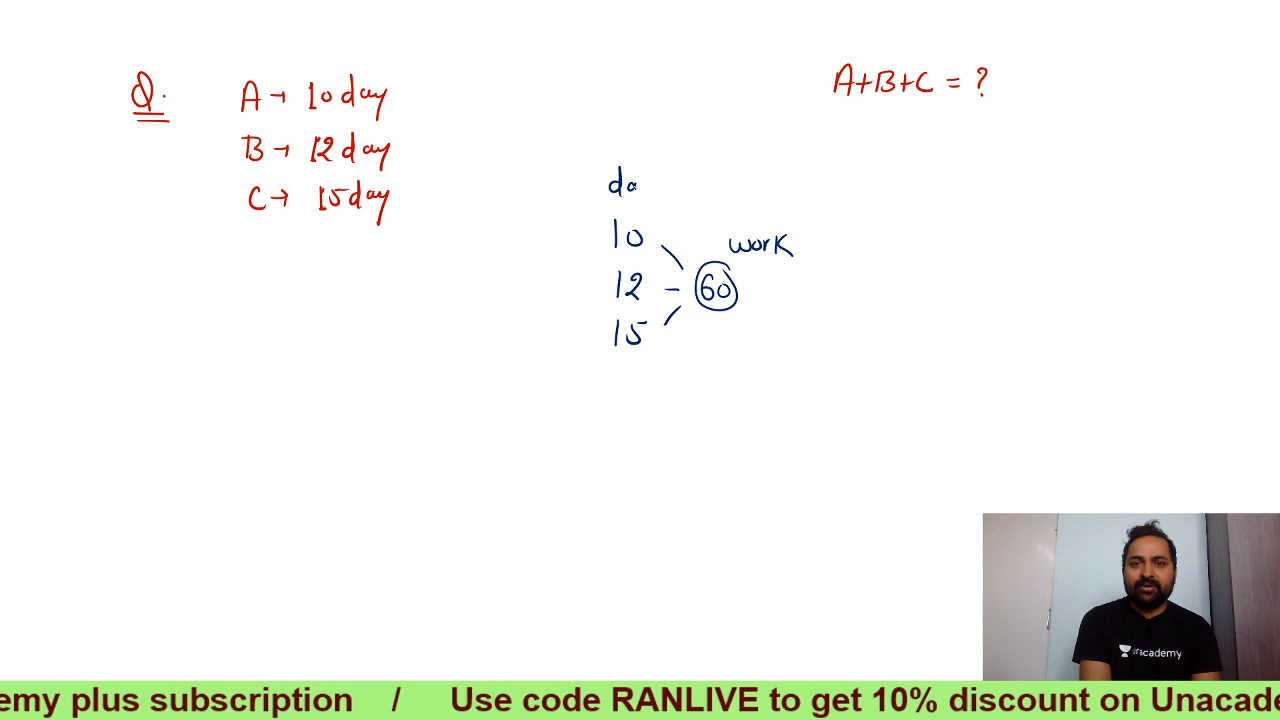 Q.
A → 10 day
B → 12 day
C → 15 day
A+B+C = ?
da
10
12
15
work
60
unacademy
emy plus subscription / Use code RANLIVE to get 10% discount on Unacade